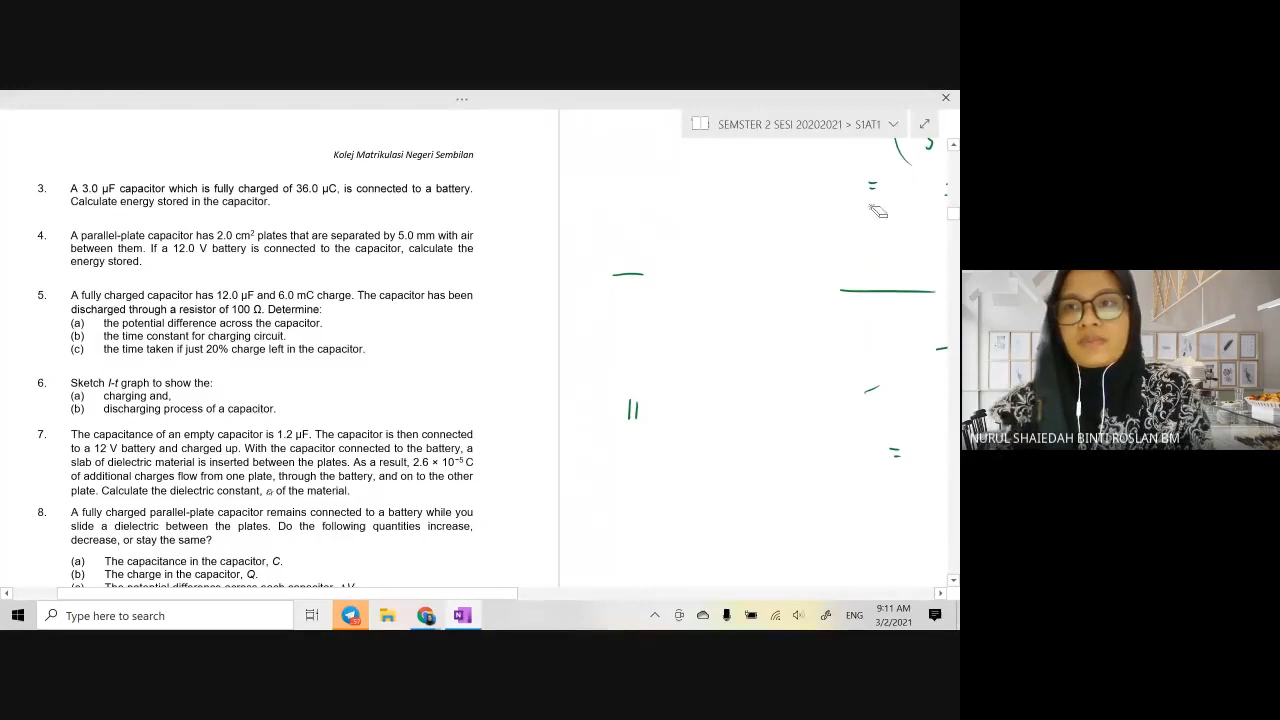 SEMSTER 2 SESI 20202021 > S1AT1
Kolej Matrikulasi Negeri Sembilan
3. A 3.0 µF capacitor which is fully charged of 36.0 µC, is connected to a battery.
Calculate energy stored in the capacitor.
4. A parallel-plate capacitor has 2.0 cm² plates that are separated by 5.0 mm with air
between them. If a 12.0 V battery is connected to the capacitor, calculate the
energy stored.
5. A fully charged capacitor has 12.0 µF and 6.0 mC charge. The capacitor has been
discharged through a resistor of 100 Ω. Determine:
(a) the potential difference across the capacitor.
(b) the time constant for charging circuit.
(c) the time taken if just 20% charge left in the capacitor.
6. Sketch I-t graph to show the:
(a) charging and,
(b) discharging process of a capacitor.
7. The capacitance of an empty capacitor is 1.2 µF. The capacitor is then connected
to a 12 V battery and charged up. With the capacitor connected to the battery, a
slab of dielectric material is inserted between the plates. As a result, 2.6 × 10⁻⁵ C
of additional charges flow from one plate, through the battery, and on to the other
plate. Calculate the dielectric constant, εr of the material.
8. A fully charged parallel-plate capacitor remains connected to a battery while you
slide a dielectric between the plates. Do the following quantities increase,
decrease, or stay the same?
(a) The capacitance in the capacitor, C.
(b) The charge in the capacitor, Q.
The potential difference across each capacitor, ΔV.
=
=
NURUL SHAIEDAH BINTI ROSLAN BM
Type here to search
ENG
9:11 AM
3/2/2021